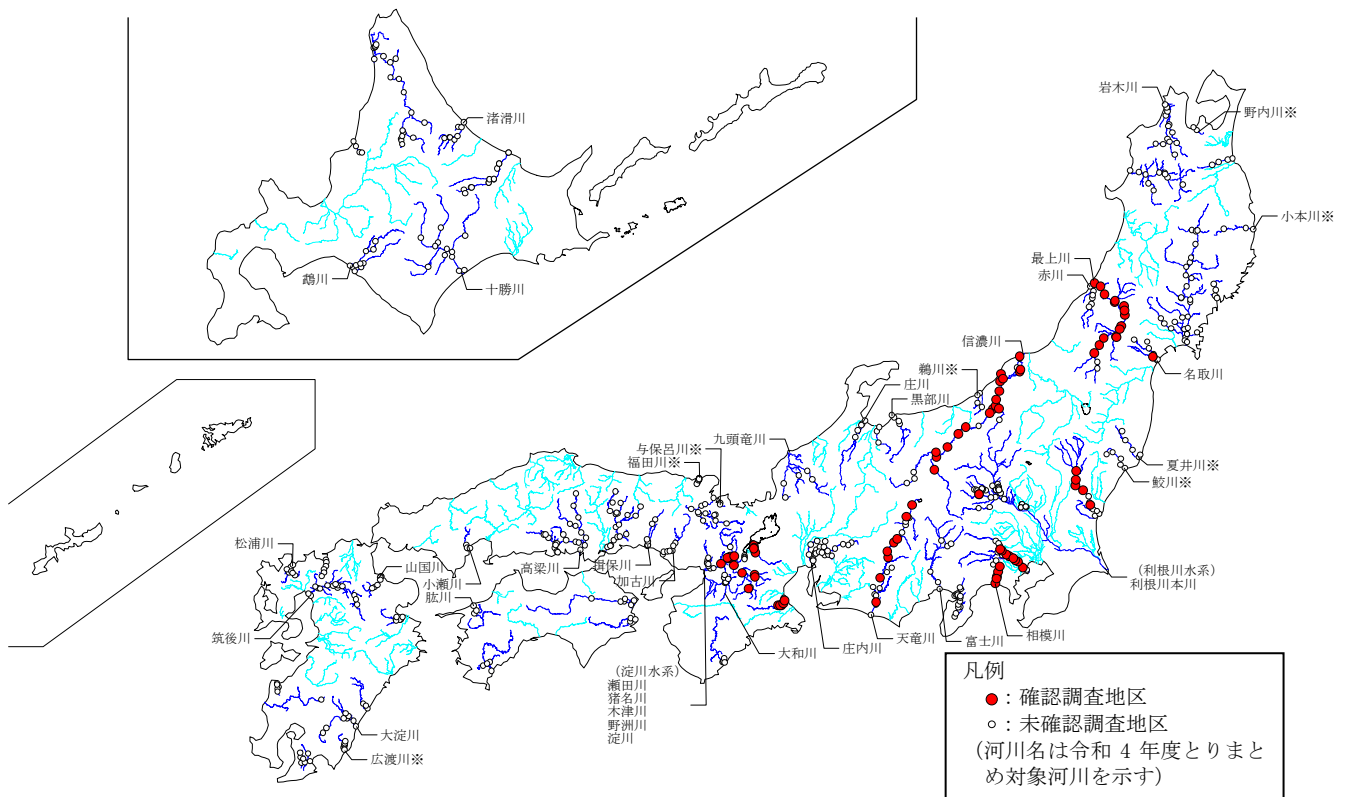 渚滑川
鵡川
十勝川
岩木川
野内川※
小本川※
最上川
赤川
信濃川
名取川
鵜川※
庄川
黒部川
九頭竜川
与保呂川※
福田川※
夏井川※
鮫川※
松浦川
山国川
小瀬川
高梁川
揖保川
加古川
肱川
筑後川
(利根川水系)
利根川本川
相模川
富士川
天竜川
庄内川
大和川
(淀川水系)
瀬田川
猪名川
木津川
野洲川
淀川
大淀川
広渡川※
凡例
●：確認調査地区
○：未確認調査地区
(河川名は令和 4 年度とりまと
め対象河川を示す)